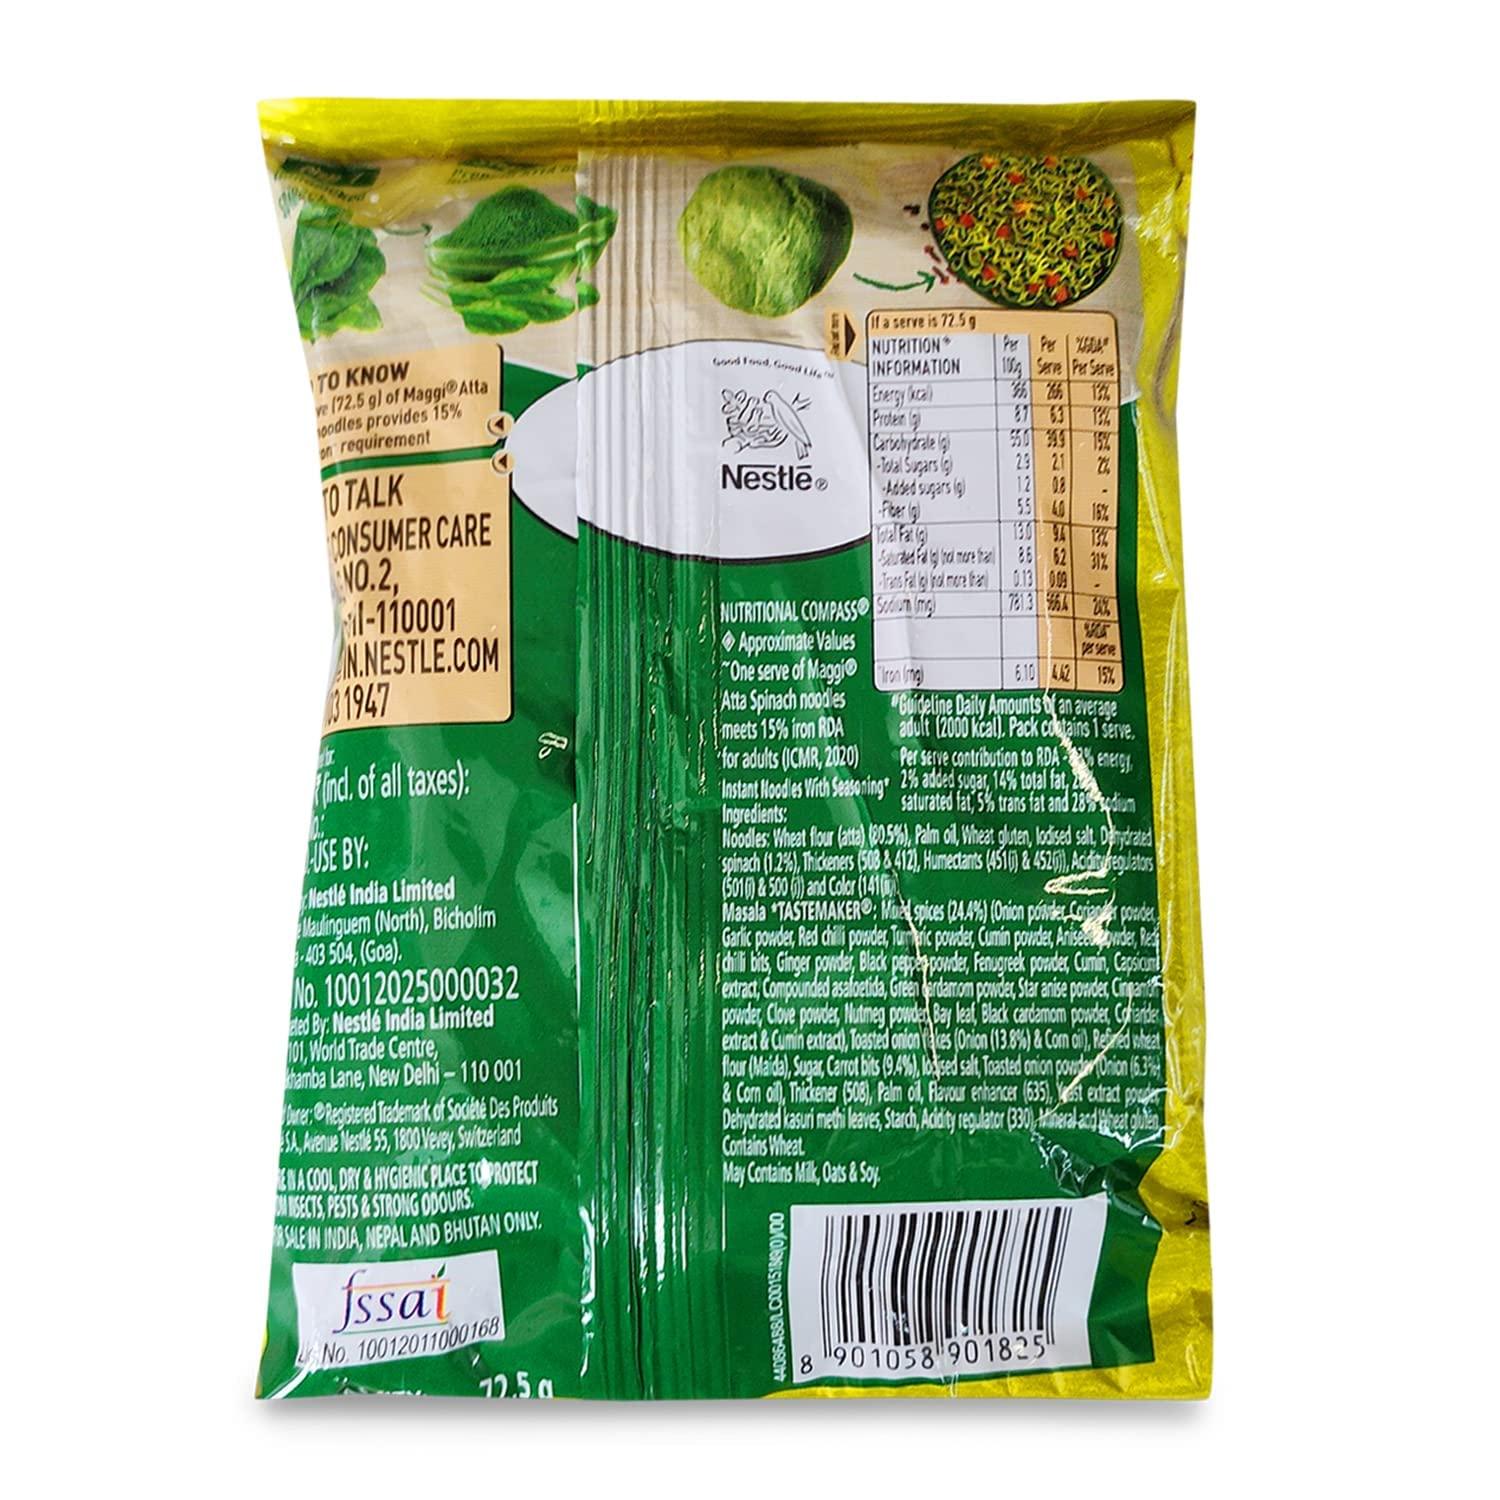 TO KNOW
(72.5 g) of Maggi® Atta
noodles provides 15%
requirement
TO TALK
CONSUMER CARE
NO.2,
-110001
IN.NESTLE.COM
1947
(incl. of all taxes):
USE BY:
Nestlé India Limited
Maulinguem (North), Bicholim
- 403 504, (Goa).
No. 10012025000032
By: Nestlé India Limited
101, World Trade Centre,
Lane, New Delhi – 110 001
Owner: ®Registered Trademark of Société Des Produits
S.A., Avenue Nestlé 55, 1800 Vevey, Switzerland
IN A COOL, DRY & HYGIENIC PLACE TO PROTECT
INSECTS, PESTS & STRONG ODOURS.
SALE IN INDIA, NEPAL AND BHUTAN ONLY.
fssai
Lic. No. 10012011000168
72.5 g
Good Food, Good Life™
Nestlé®
If a serve is 72.5 g
NUTRITION◈ Per Per %GDA#
INFORMATION 100g Serve Per Serve
Energy (kcal) 366 266 13%
Protein (g) 8.7 6.3 13%
Carbohydrate (g) 55.0 39.9 15%
-Total Sugars (g) 2.9 2.1 2%
-Added sugars (g) 1.2 0.8 -
-Fiber (g) 5.5 4.0 16%
Total Fat (g) 13.0 9.4 13%
-Saturated Fat (g) (not more than) 8.6 6.2 31%
-Trans Fat (g) (not more than) 0.13 0.09 -
Sodium (mg) 781.3 566.4 24%
%RDA~
per serve
~Iron (mg) 6.10 4.42 15%
#Guideline Daily Amounts of an average
adult (2000 kcal). Pack contains 1 serve.
Per serve contribution to RDA - energy,
2% added sugar, 14% total fat,
saturated fat, 5% trans fat and 28% sodium
NUTRITIONAL COMPASS®
◈ Approximate Values
~One serve of Maggi®
Atta Spinach noodles
meets 15% iron RDA
for adults (ICMR, 2020)
Instant Noodles With Seasoning*
Ingredients:
Noodles: Wheat flour (atta) (80.5%), Palm oil, Wheat gluten, Iodised salt, Dehydrated
spinach (1.2%), Thickeners (508 & 412), Humectants (451(i) & 452(i)), Acidity regulators
(501(i) & 500 (i)) and Color (141(ii))
Masala *TASTEMAKER®: Mixed spices (24.4%) (Onion powder, Coriander powder,
Garlic powder, Red chilli powder, Turmeric powder, Cumin powder, Aniseed powder, Red
chilli bits, Ginger powder, Black pepper powder, Fenugreek powder, Cumin, Capsicum
extract, Compounded asafoetida, Green cardamom powder, Star anise powder, Cinnamon
powder, Clove powder, Nutmeg powder, Bay leaf, Black cardamom powder, Coriander
extract & Cumin extract), Toasted onion flakes (Onion (13.8%) & Corn oil), Refined wheat
flour (Maida), Sugar, Carrot bits (9.4%), Iodised salt, Toasted onion powder (Onion (6.3%)
& Corn oil), Thickener (508), Palm oil, Flavour enhancer (635), Yeast extract powder,
Dehydrated kasuri methi leaves, Starch, Acidity regulator (330), Mineral and Wheat gluten.
Contains Wheat.
May Contains Milk, Oats & Soy.
8 901058 901825